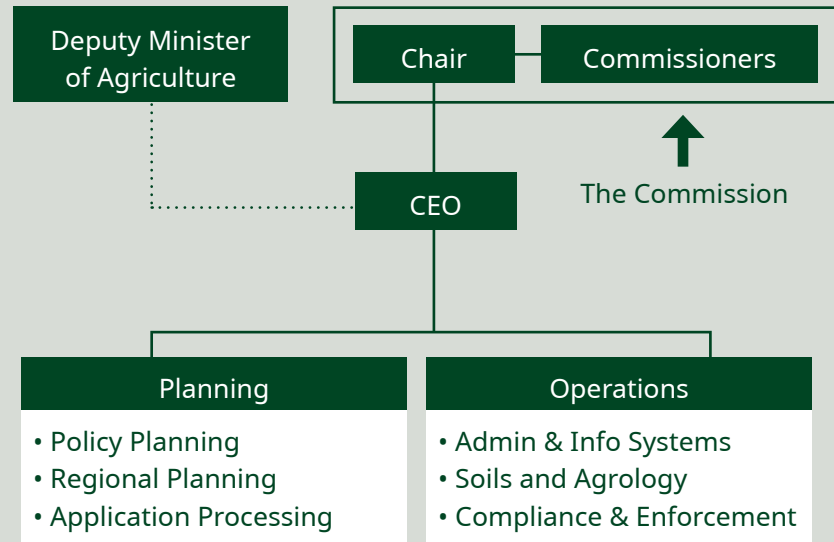 Deputy Minister
of Agriculture
Chair
Commissioners
The Commission
CEO
Planning
• Policy Planning
• Regional Planning
• Application Processing
Operations
• Admin & Info Systems
• Soils and Agrology
• Compliance & Enforcement